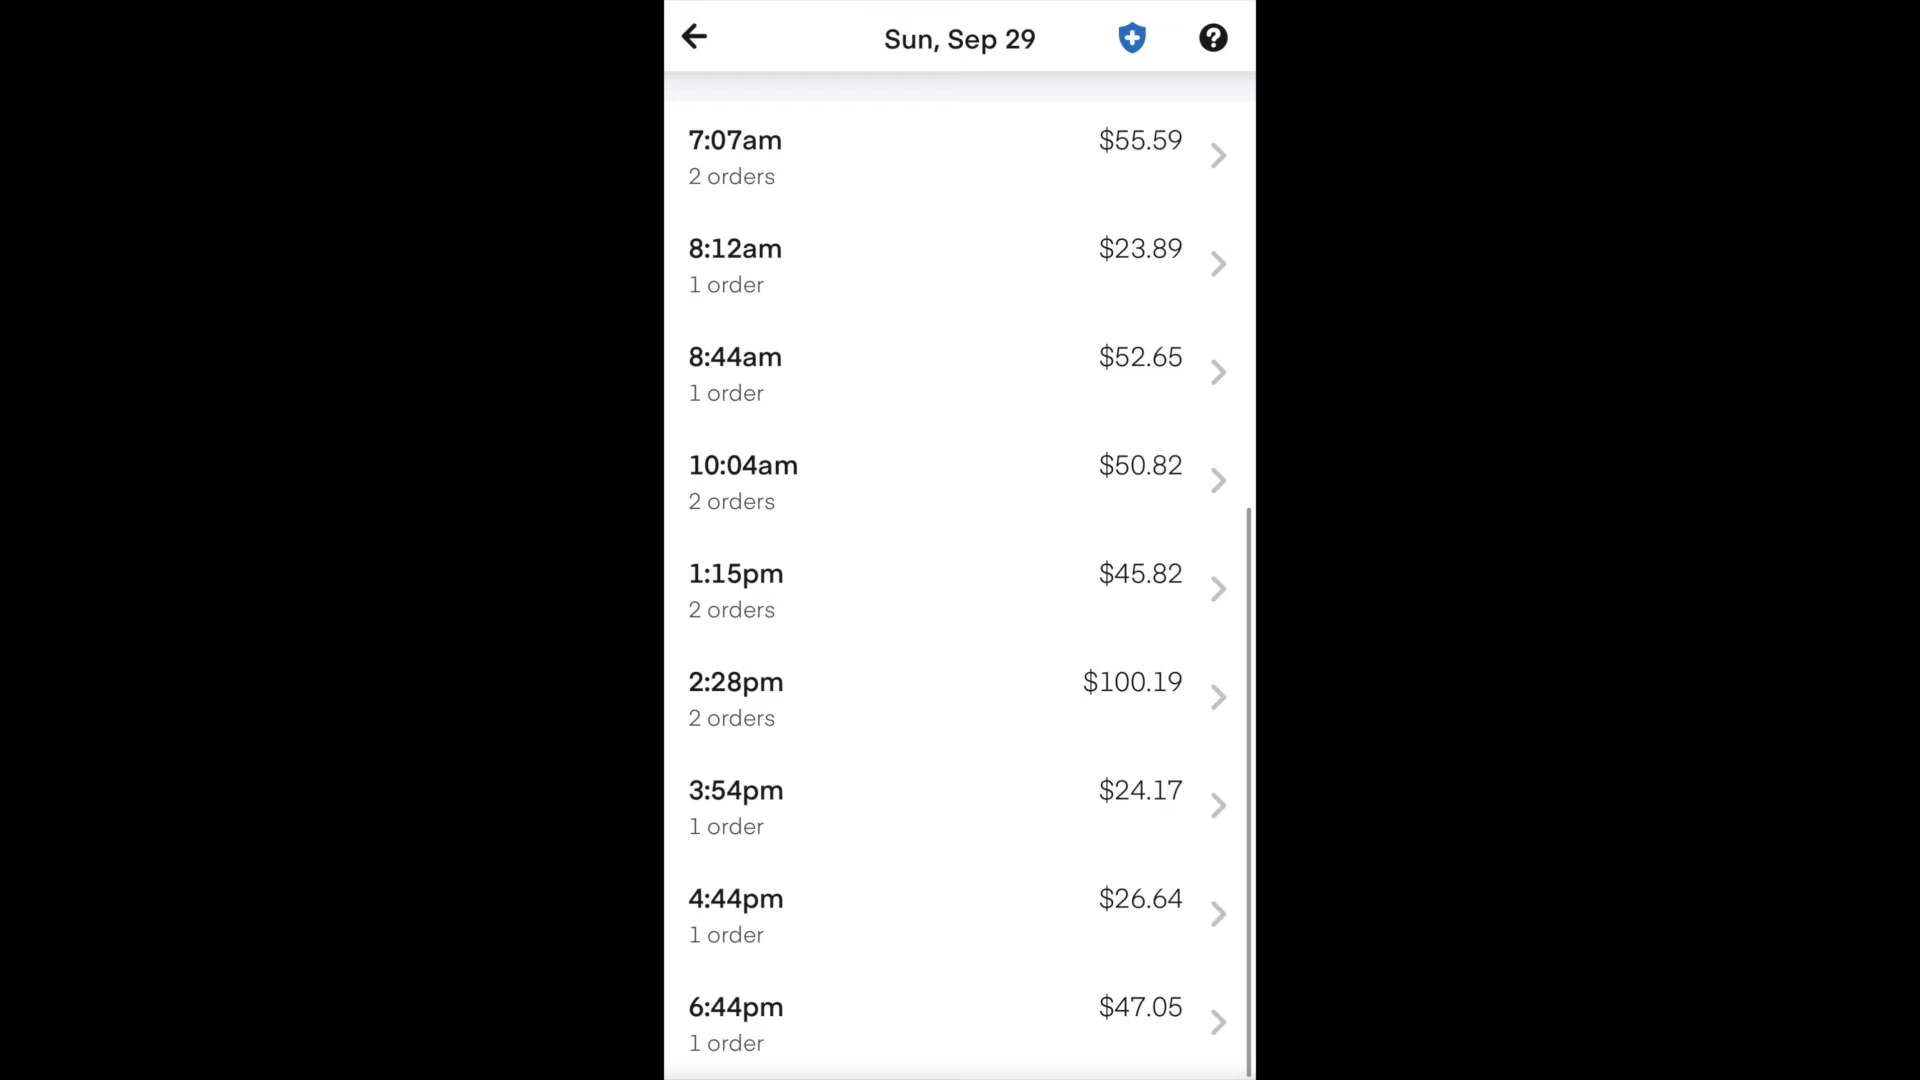 Sun, Sep 29
7:07am $55.59
2 orders
8:12am $23.89
1 order
8:44am $52.65
1 order
10:04am $50.82
2 orders
1:15pm $45.82
2 orders
2:28pm $100.19
2 orders
3:54pm $24.17
1 order
4:44pm $26.64
1 order
6:44pm $47.05
1 order